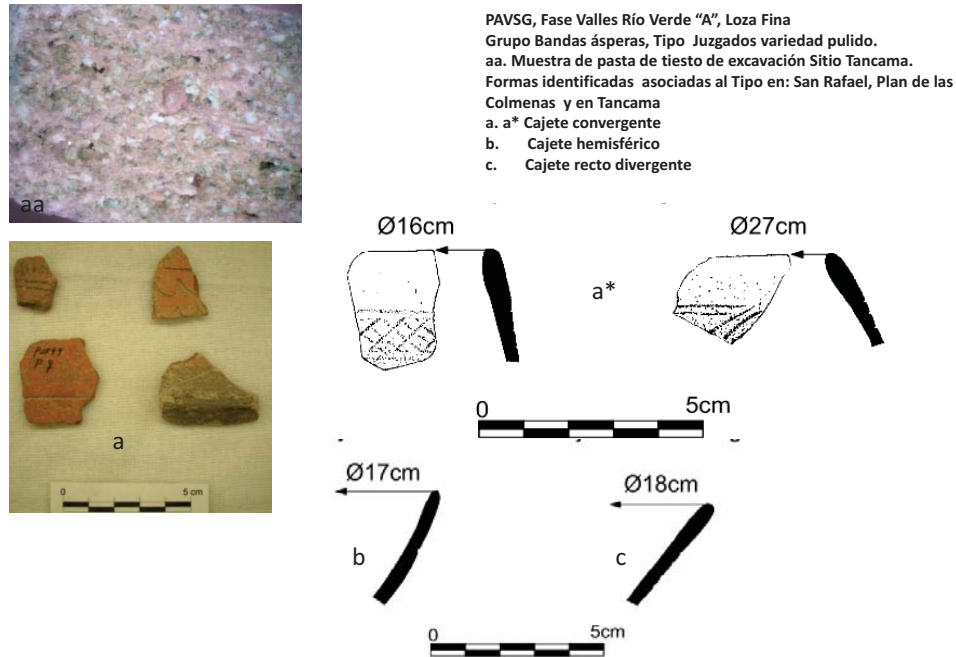 PAVSG, Fase Valles Río Verde “A”, Loza Fina
Grupo Bandas ásperas, Tipo Juzgados variedad pulido.
aa. Muestra de pasta de tiesto de excavación Sitio Tancama.
Formas identificadas asociadas al Tipo en: San Rafael, Plan de las
Colmenas y en Tancama
a. a* Cajete convergente
b. Cajete hemisférico
c. Cajete recto divergente
aa
Ø16cm
Ø27cm
a*
0 5cm
a
0 5 cm
Ø17cm
Ø18cm
b
c
0 5cm